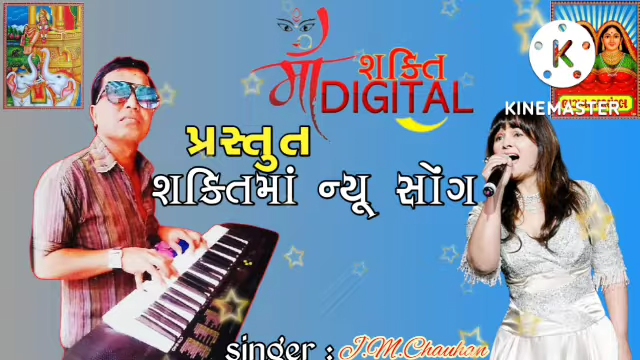 માઁ શક્તિ
DIGITAL
KINEMASTER
પ્રસ્તુત
શક્તિમાં ન્યૂ સોંગ
singer : J.M.Chauhan